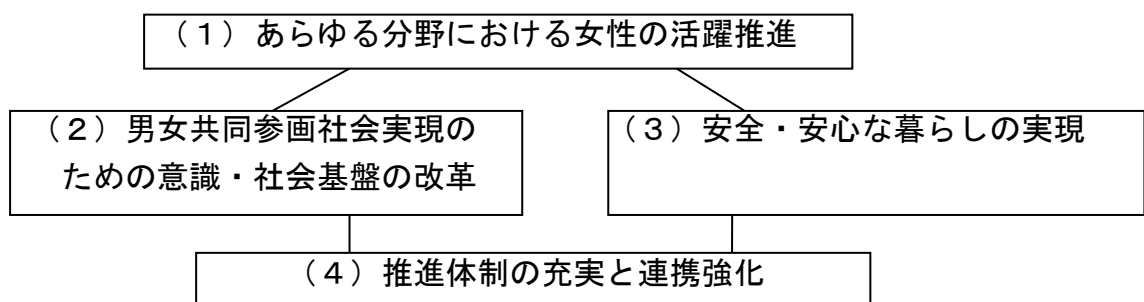 （１）あらゆる分野における女性の活躍推進
（２）男女共同参画社会実現の
ための意識・社会基盤の改革
（３）安全・安心な暮らしの実現
（４）推進体制の充実と連携強化